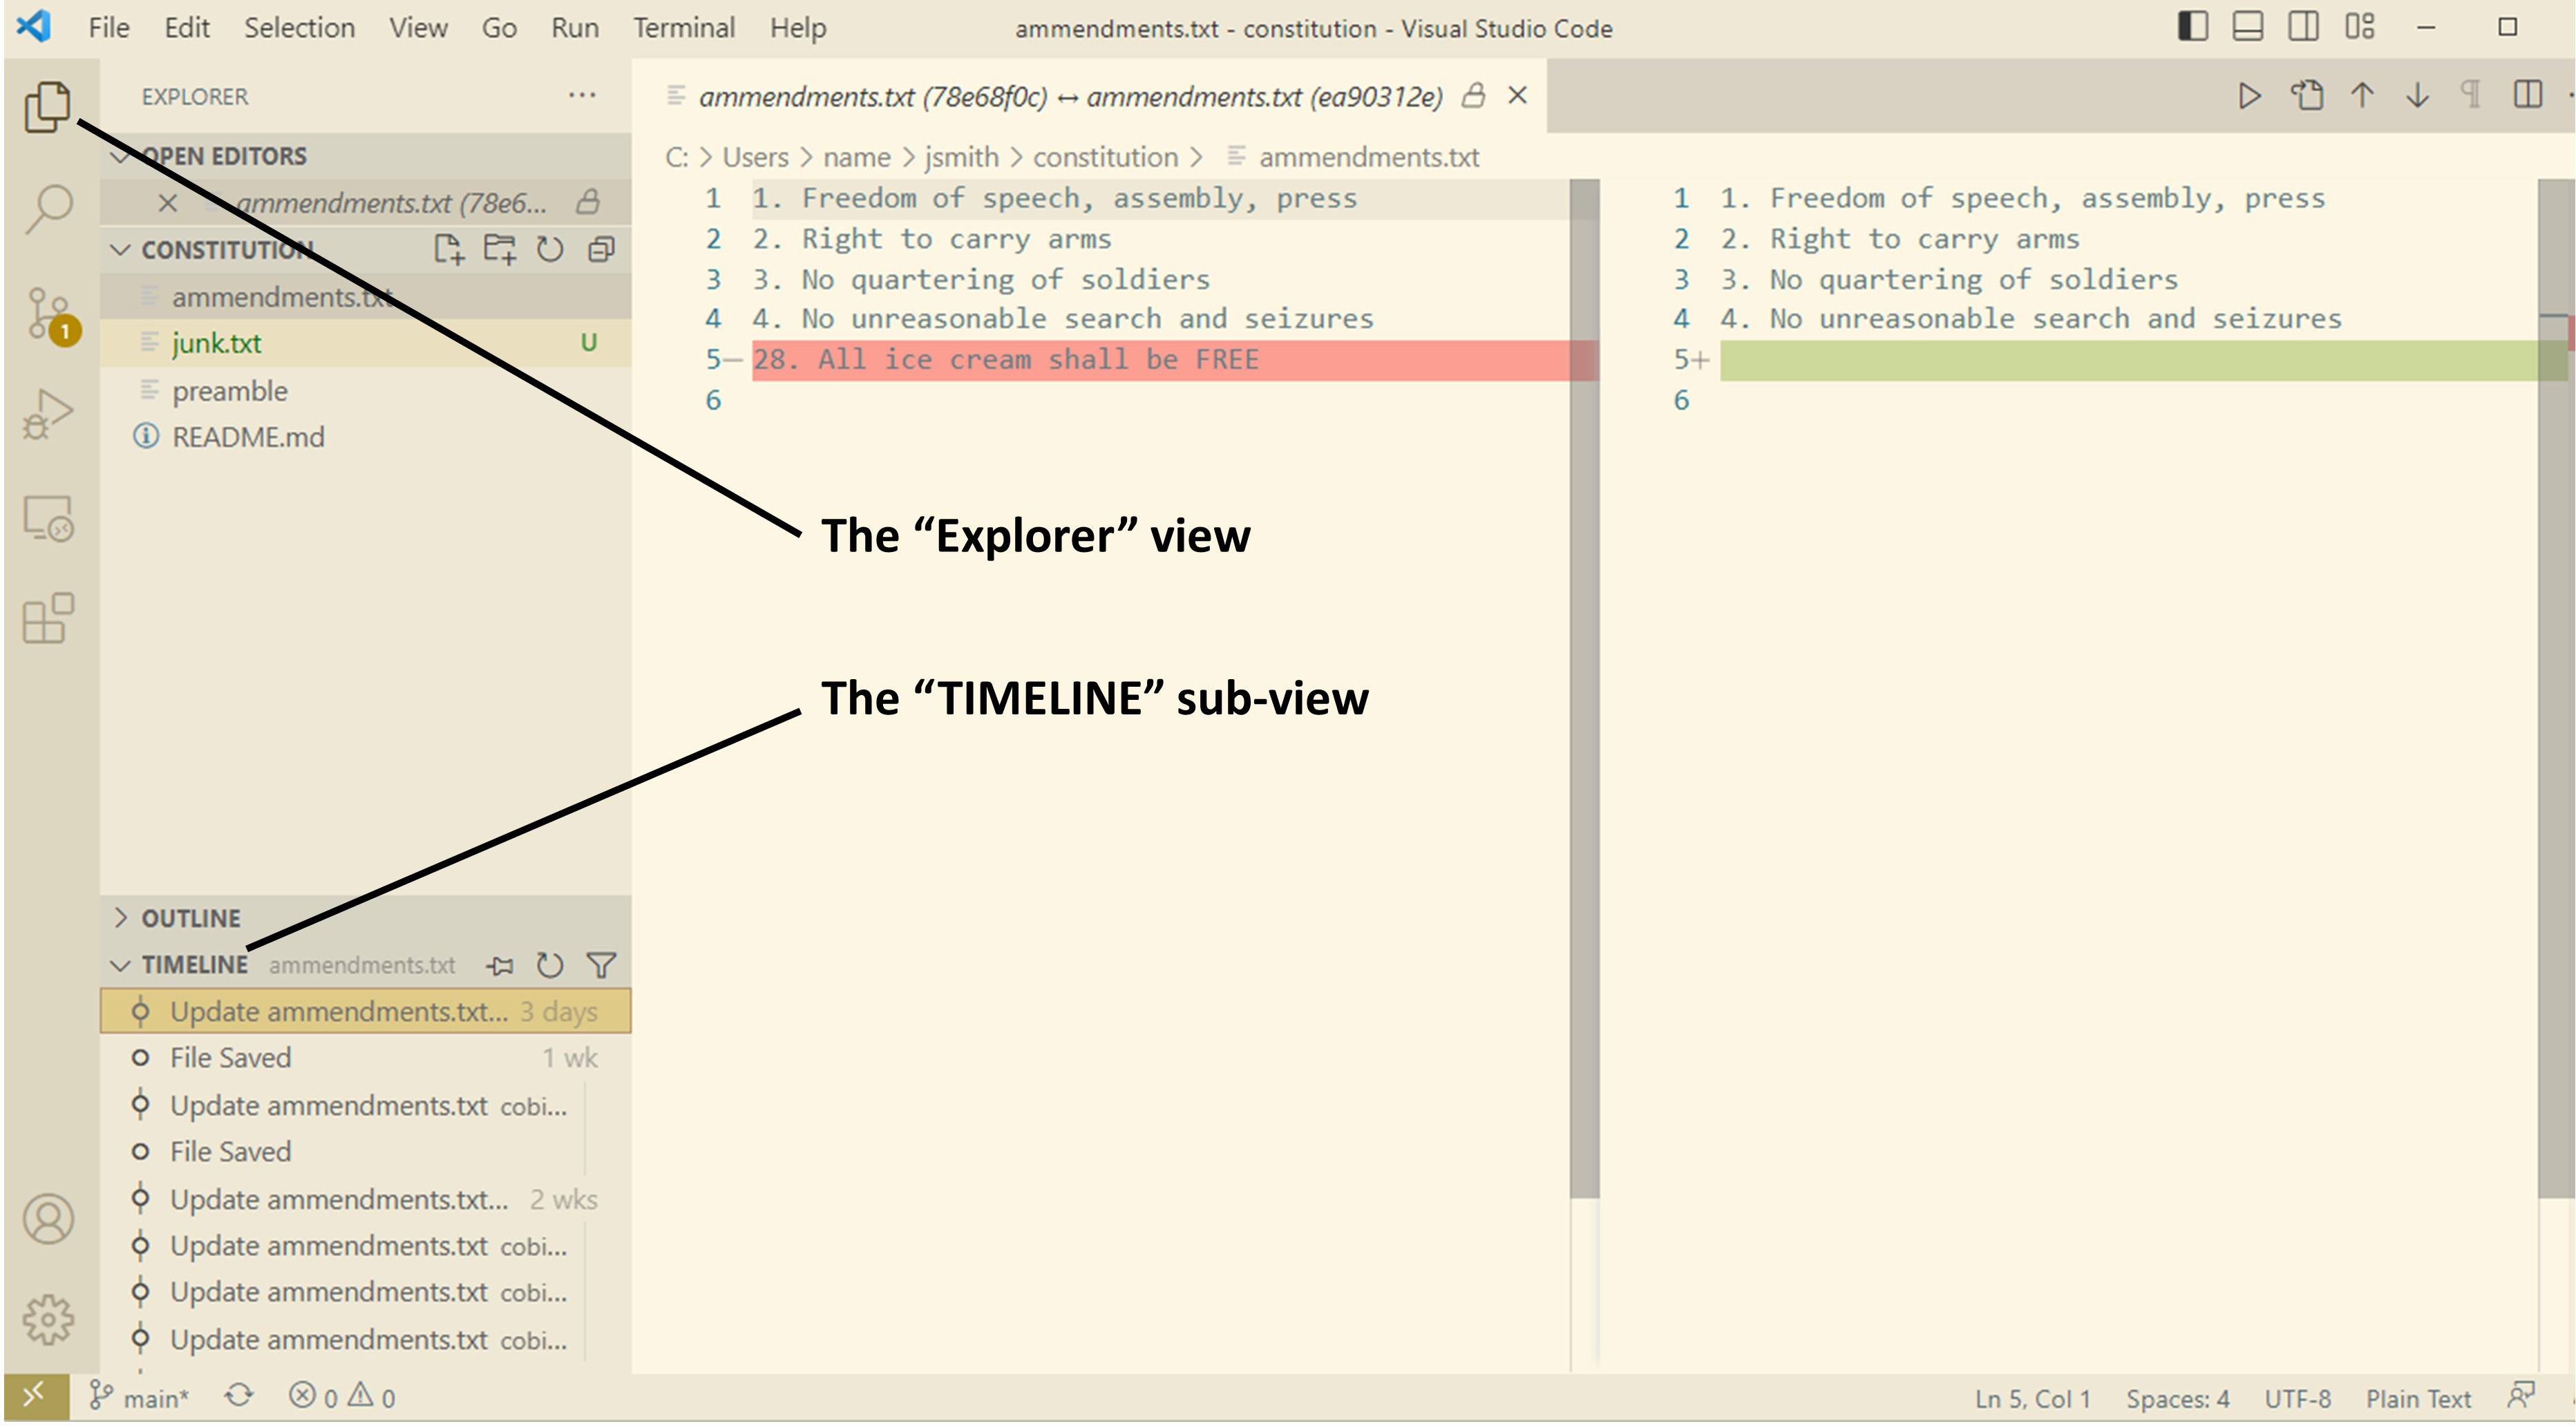 File Edit Selection View Go Run Terminal Help
ammendments.txt - constitution - Visual Studio Code
EXPLORER
OPEN EDITORS
ammendments.txt (78e6...
CONSTITUTION
ammendments.txt
junk.txt U
preamble
README.md
OUTLINE
TIMELINE ammendments.txt
Update ammendments.txt... 3 days
File Saved 1 wk
Update ammendments.txt cobi...
File Saved
Update ammendments.txt... 2 wks
Update ammendments.txt cobi...
Update ammendments.txt cobi...
Update ammendments.txt cobi...
1
ammendments.txt (78e68f0c) ↔ ammendments.txt (ea90312e)
C: > Users > name > jsmith > constitution > ammendments.txt
1 1. Freedom of speech, assembly, press
2 2. Right to carry arms
3 3. No quartering of soldiers
4 4. No unreasonable search and seizures
5— 28. All ice cream shall be FREE
6
1 1. Freedom of speech, assembly, press
2 2. Right to carry arms
3 3. No quartering of soldiers
4 4. No unreasonable search and seizures
5+
6
The “Explorer” view
The “TIMELINE” sub-view
main* 0 0
Ln 5, Col 1 Spaces: 4 UTF-8 Plain Text